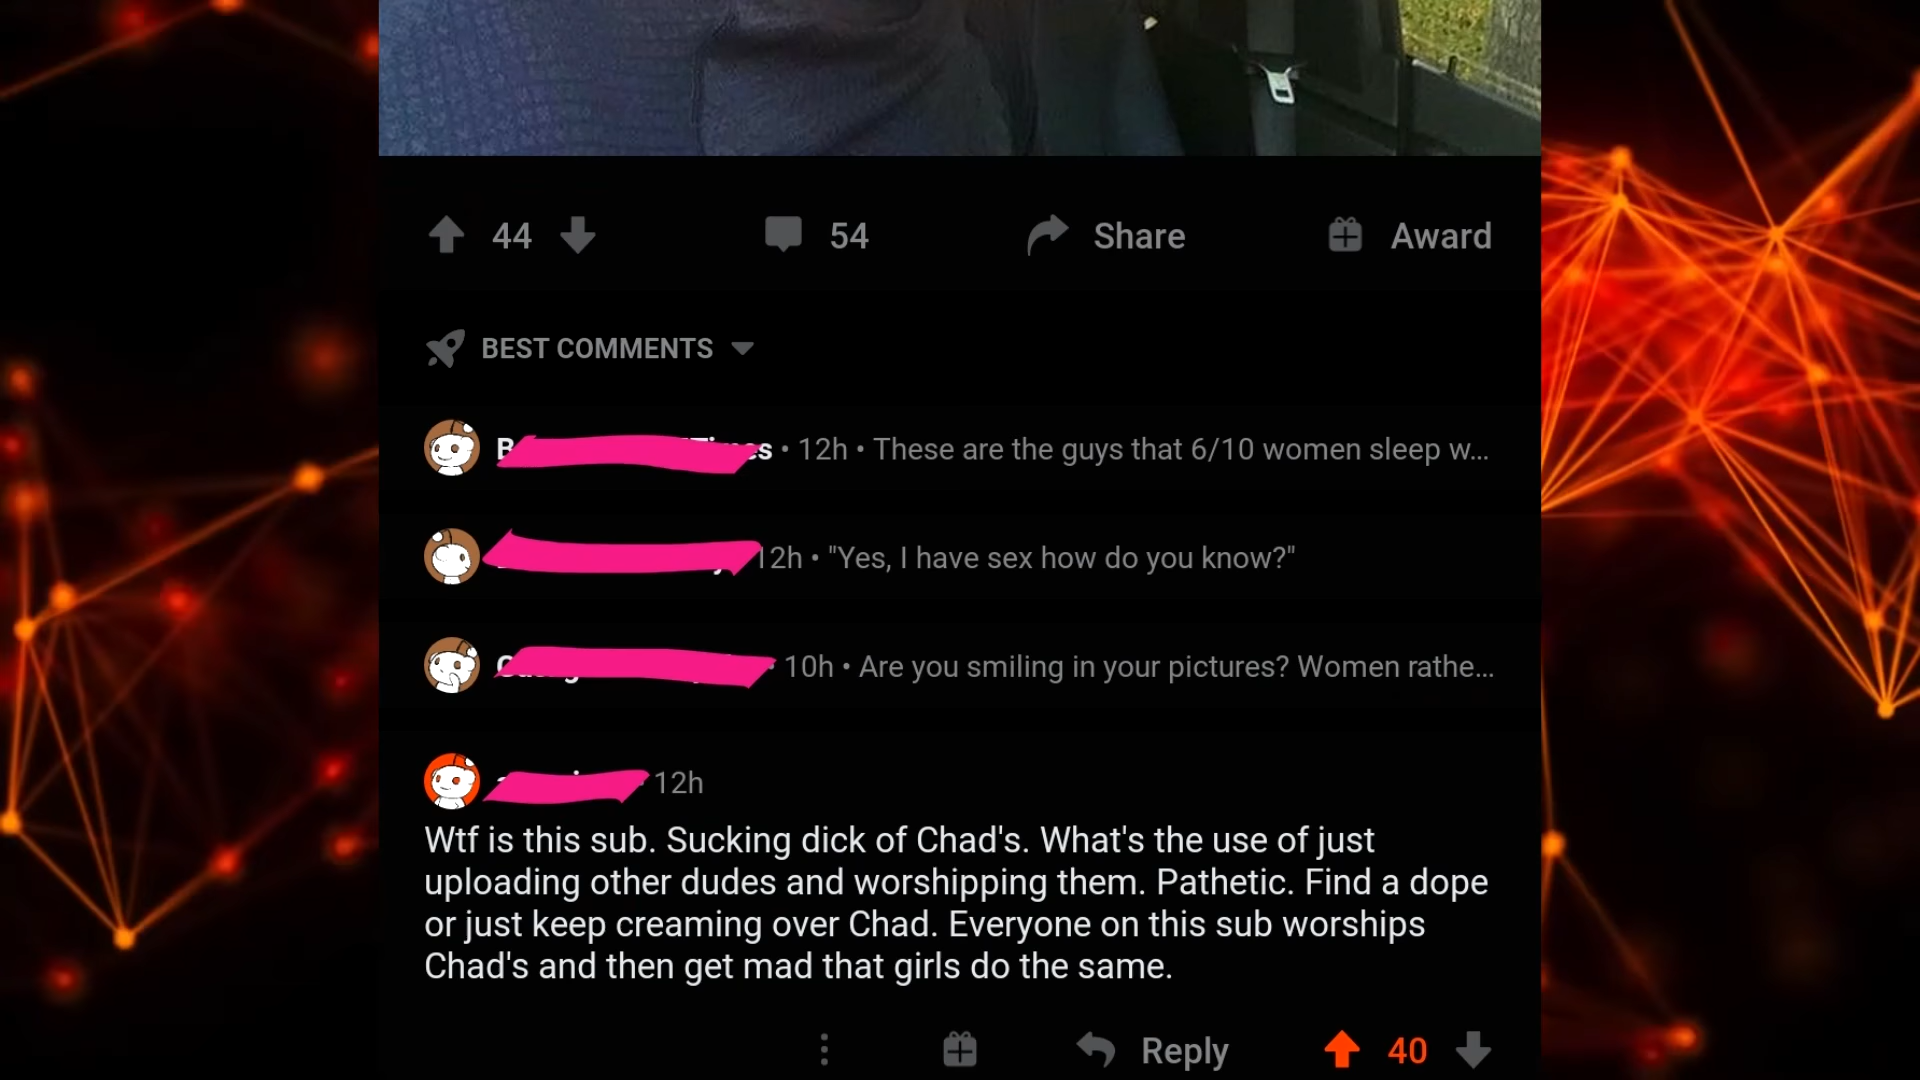 44 54 Share Award
BEST COMMENTS
• 12h • These are the guys that 6/10 women sleep w...
12h • "Yes, I have sex how do you know?"
10h • Are you smiling in your pictures? Women rathe...
12h
Wtf is this sub. Sucking dick of Chad's. What's the use of just
uploading other dudes and worshipping them. Pathetic. Find a dope
or just keep creaming over Chad. Everyone on this sub worships
Chad's and then get mad that girls do the same.
Reply 40